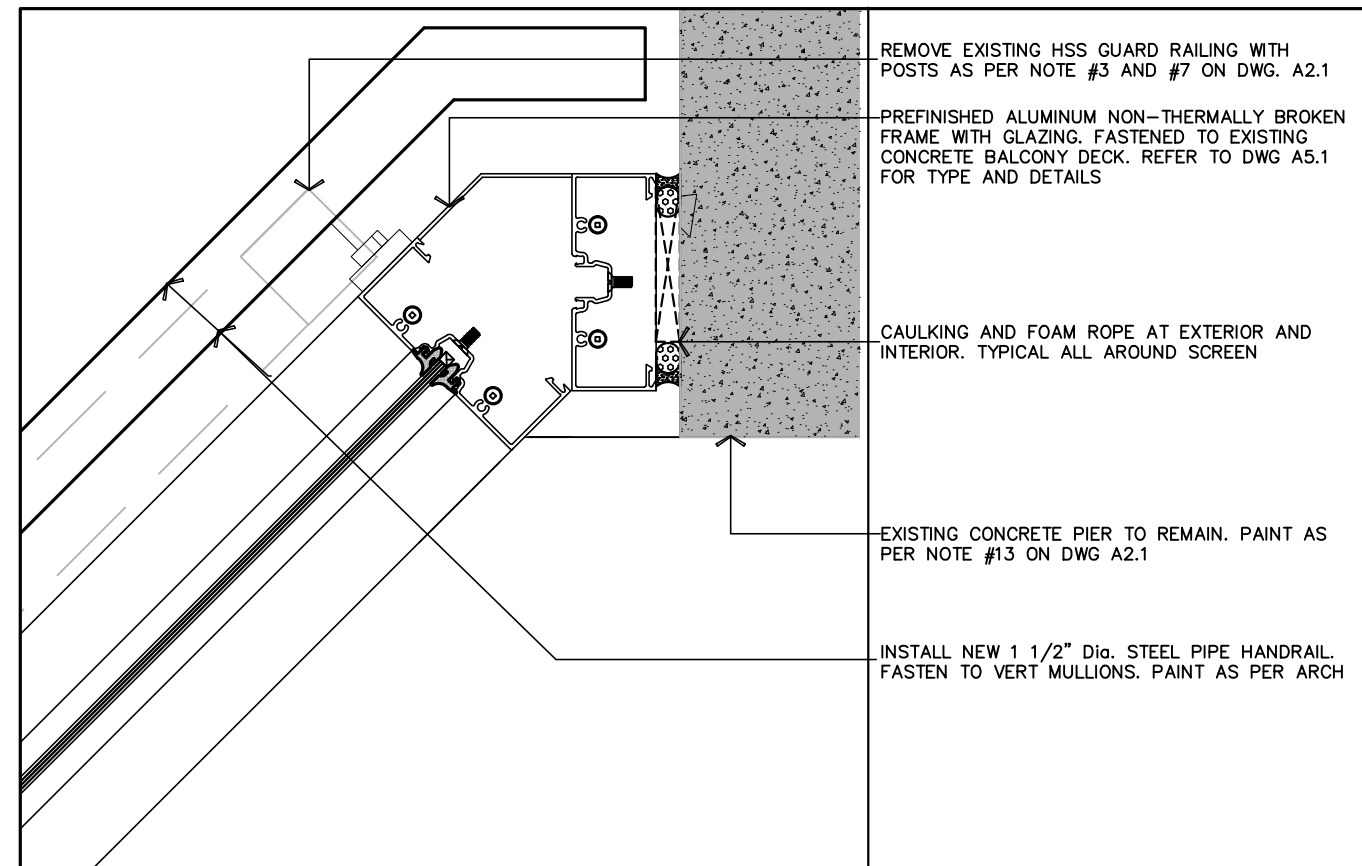 REMOVE EXISTING HSS GUARD RAILING WITH
POSTS AS PER NOTE #3 AND #7 ON DWG. A2.1
PREFINISHED ALUMINUM NON-THERMALLY BROKEN
FRAME WITH GLAZING. FASTENED TO EXISTING
CONCRETE BALCONY DECK. REFER TO DWG A5.1
FOR TYPE AND DETAILS
CAULKING AND FOAM ROPE AT EXTERIOR AND
INTERIOR. TYPICAL ALL AROUND SCREEN
EXISTING CONCRETE PIER TO REMAIN. PAINT AS
PER NOTE #13 ON DWG A2.1
INSTALL NEW 1 1/2" Dia. STEEL PIPE HANDRAIL.
FASTEN TO VERT MULLIONS. PAINT AS PER ARCH